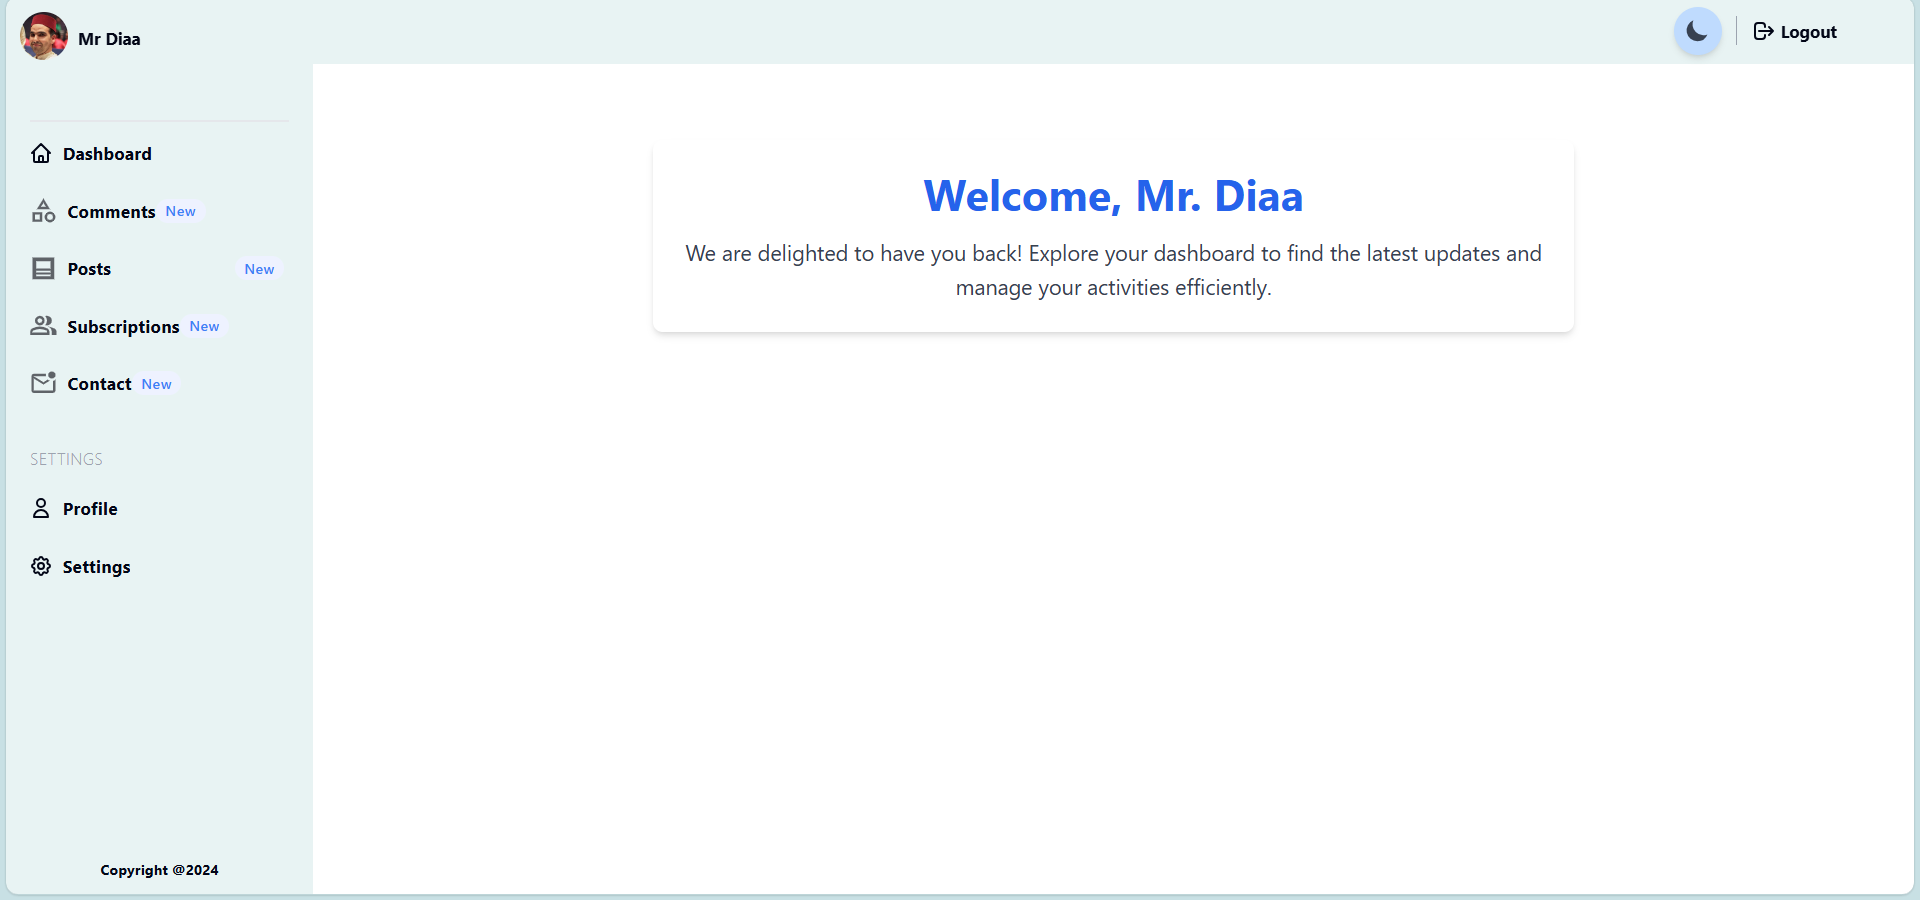 Mr Diaa
Logout
Dashboard
Comments New
Posts New
Subscriptions New
Contact New
SETTINGS
Profile
Settings
Copyright @2024
Welcome, Mr. Diaa
We are delighted to have you back! Explore your dashboard to find the latest updates and
manage your activities efficiently.